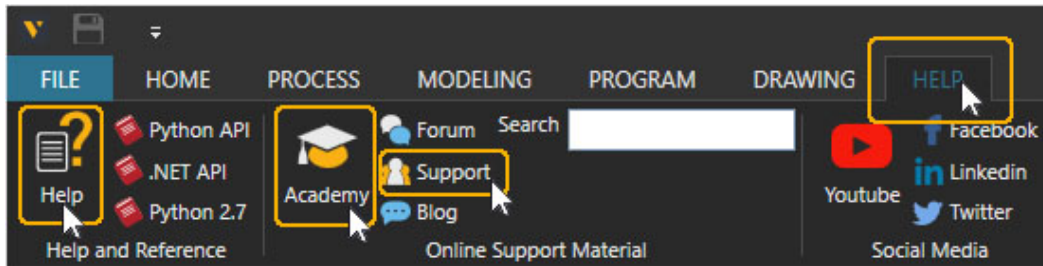 FILE HOME PROCESS MODELING PROGRAM DRAWING HELP
Python API Forum Search Facebook
.NET API Support Linkedin
Help Academy Youtube
Python 2.7 Blog Twitter
Help and Reference Online Support Material Social Media